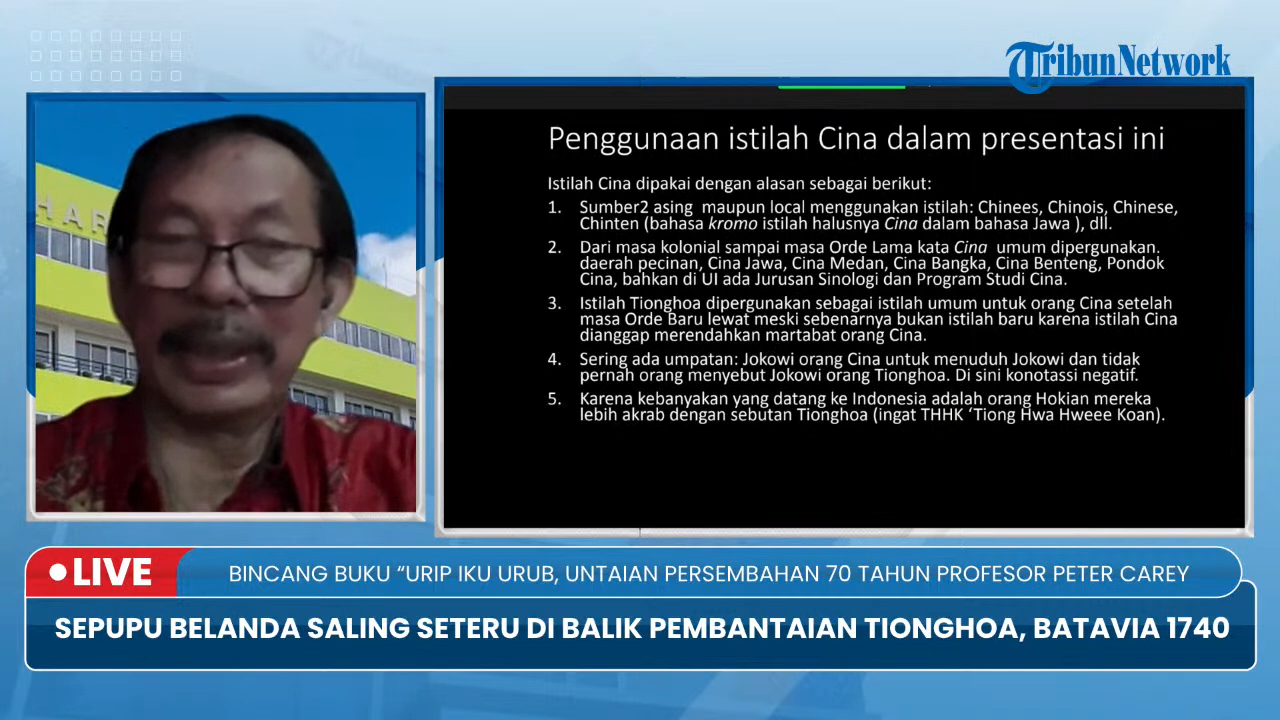 TribunNetwork
HAR
Penggunaan istilah Cina dalam presentasi ini
Istilah Cina dipakai dengan alasan sebagai berikut:
1. Sumber2 asing maupun local menggunakan istilah: Chinees, Chinois, Chinese,
Chinten (bahasa kromo istilah halusnya Cina dalam bahasa Jawa ), dll.
2. Dari masa kolonial sampai masa Orde Lama kata Cina umum dipergunakan.
daerah pecinan, Cina Jawa, Cina Medan, Cina Bangka, Cina Benteng, Pondok
Cina, bahkan di UI ada Jurusan Sinologi dan Program Studi Cina.
3. Istilah Tionghoa dipergunakan sebagai istilah umum untuk orang Cina setelah
masa Orde Baru lewat meski sebenarnya bukan istilah baru karena istilah Cina
dianggap merendahkan martabat orang Cina.
4. Sering ada umpatan: Jokowi orang Cina untuk menuduh Jokowi dan tidak
pernah orang menyebut Jokowi orang Tionghoa. Di sini konotassi negatif.
5. Karena kebanyakan yang datang ke Indonesia adalah orang Hokian mereka
lebih akrab dengan sebutan Tionghoa (ingat THHK ‘Tiong Hwa Hweee Koan).
LIVE
BINCANG BUKU “URIP IKU URUB, UNTAIAN PERSEMBAHAN 70 TAHUN PROFESOR PETER CAREY
SEPUPU BELANDA SALING SETERU DI BALIK PEMBANTAIAN TIONGHOA, BATAVIA 1740